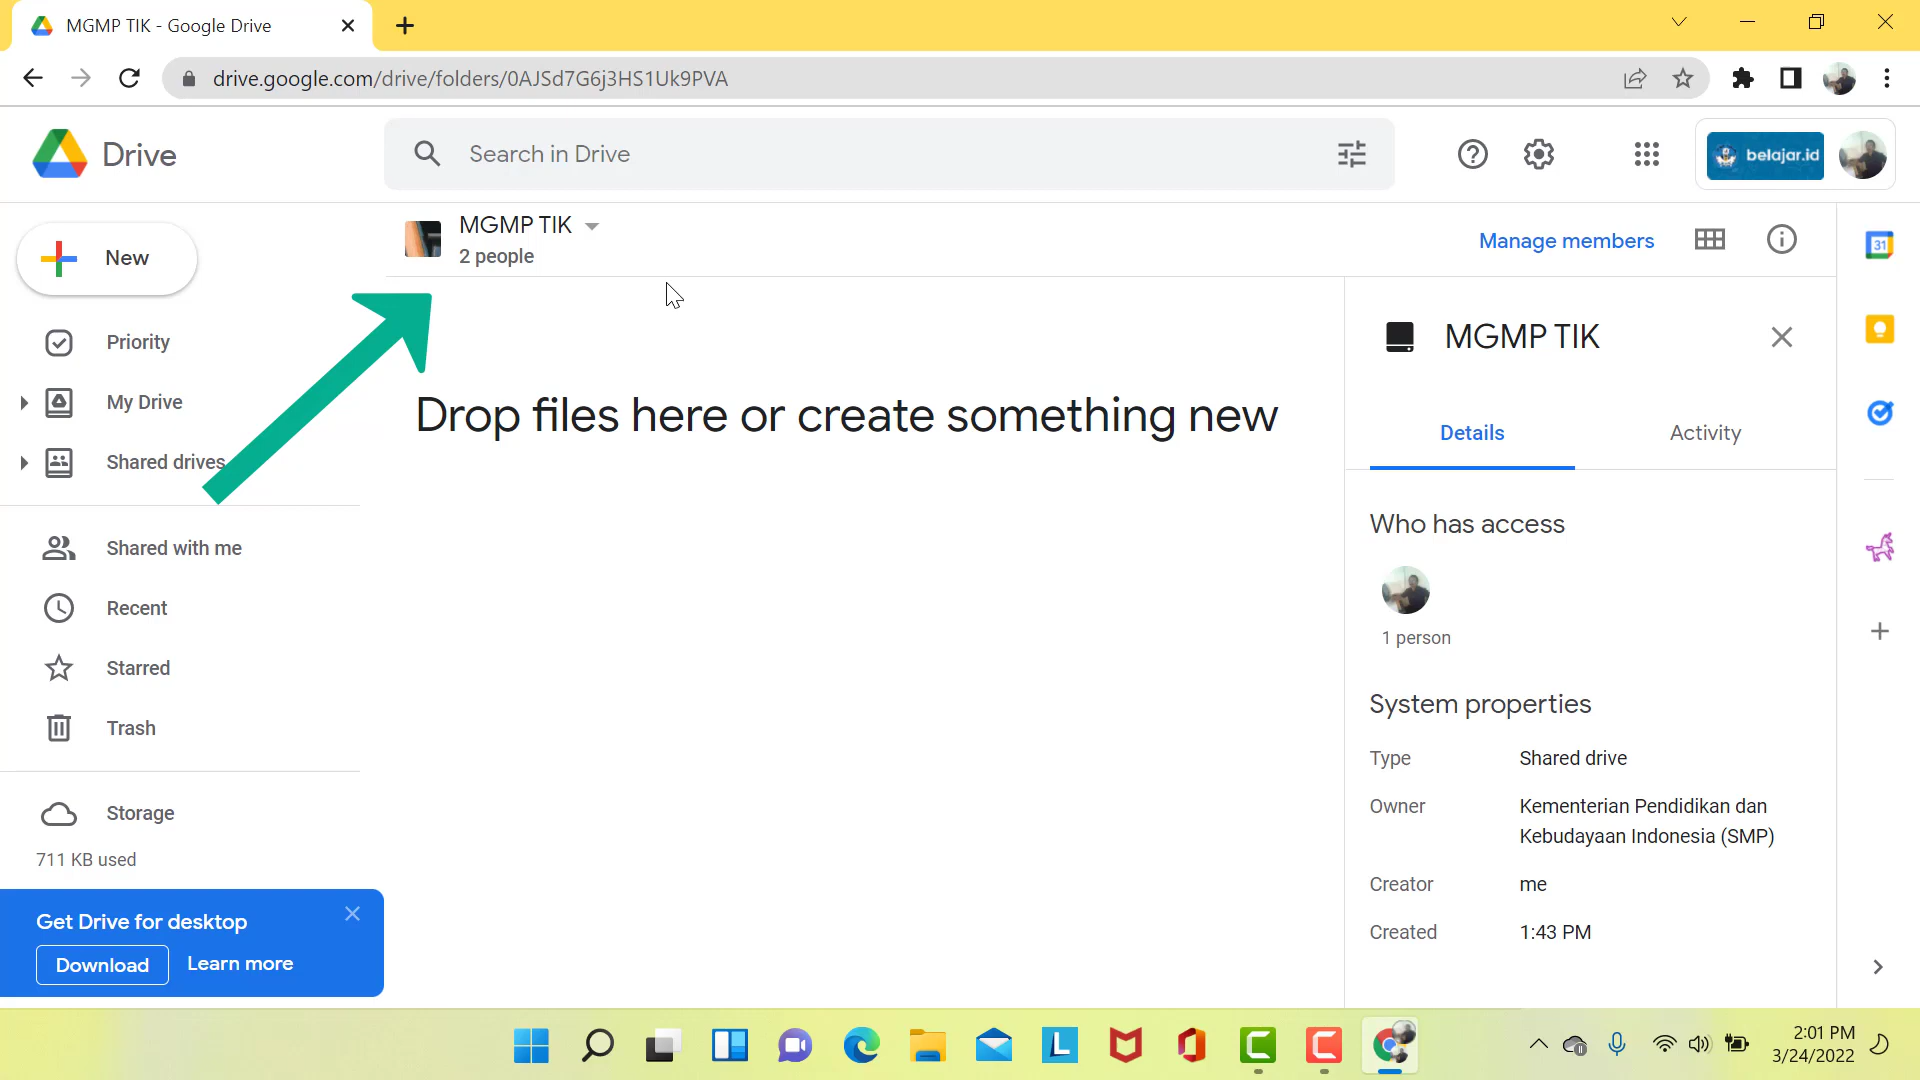 MGMP TIK - Google Drive
drive.google.com/drive/folders/0AJSd7G6j3HS1Uk9PVA
Drive
Search in Drive
belajar.id
New
MGMP TIK
2 people
Manage members
31
Priority
My Drive
Shared drives
Shared with me
Recent
Starred
Trash
Storage
711 KB used
Get Drive for desktop
Download
Learn more
Drop files here or create something new
MGMP TIK
Details
Activity
Who has access
1 person
System properties
Type
Shared drive
Owner
Kementerian Pendidikan dan
Kebudayaan Indonesia (SMP)
Creator
me
Created
1:43 PM
L
2:01 PM
3/24/2022